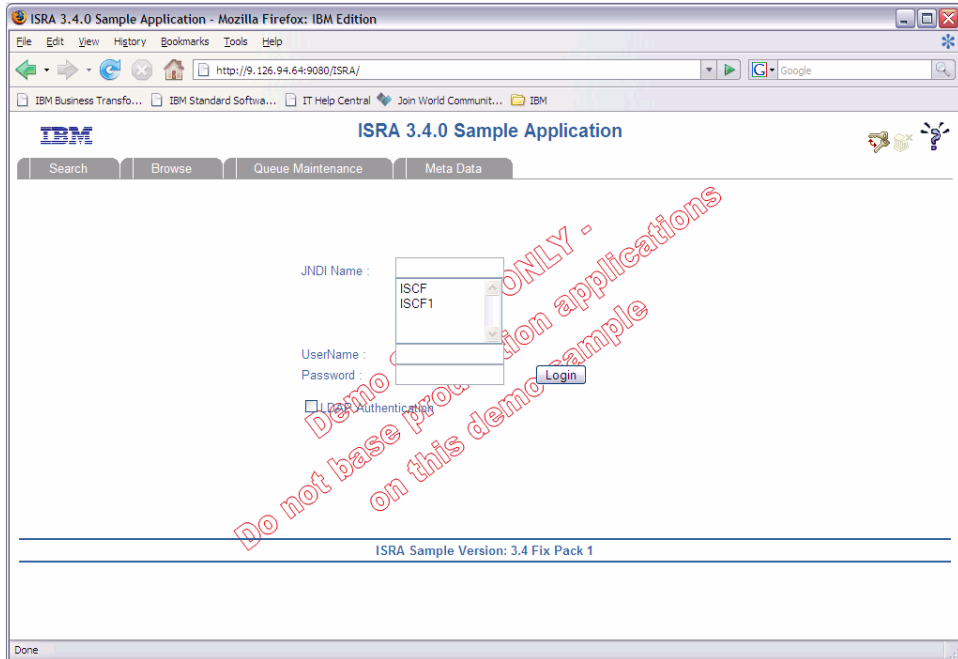 ISRA 3.4.0 Sample Application - Mozilla Firefox: IBM Edition
File Edit View History Bookmarks Tools Help
http://9.126.94.64:9080/ISRA/
G Google
IBM Business Transfo... IBM Standard Softwa... IT Help Central Join World Communit... IBM
IBM
ISRA 3.4.0 Sample Application
Search Browse Queue Maintenance Meta Data
JNDI Name :
ISCF
ISCF1
UserName :
Password :
Login
LDAP Authentication
Demo ONLY -
Do not base production applications
on this demo sample
ISRA Sample Version: 3.4 Fix Pack 1
Done